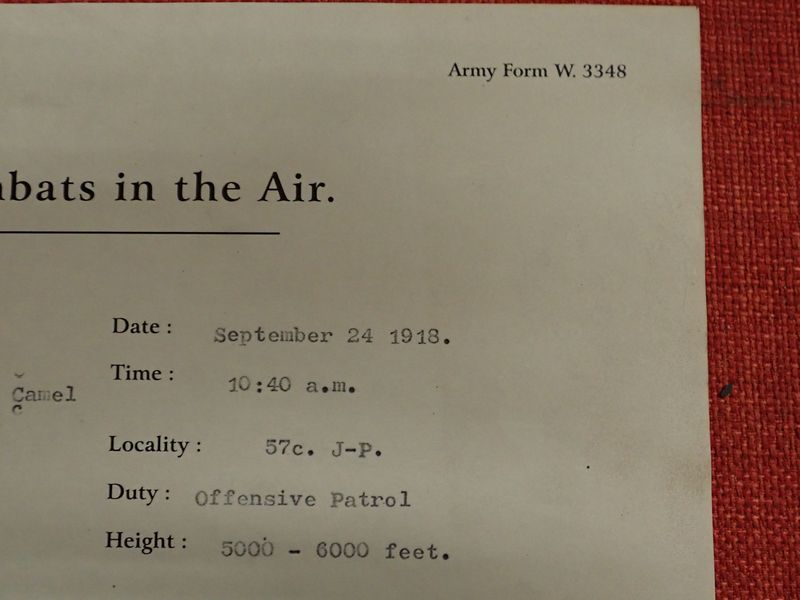 Army Form W. 3348
bats in the Air.
Date : September 24 1918.
Time : 10:40 a.m.
Camel
Locality : 57c. J-P.
Duty : Offensive Patrol
Height : 5000 - 6000 feet.